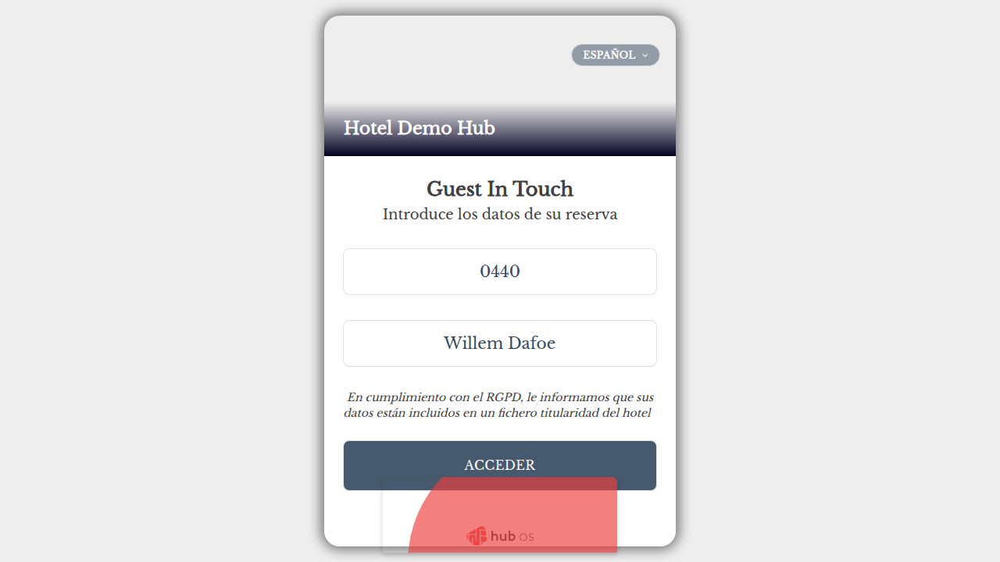 ESPAÑOL
Hotel Demo Hub
Guest In Touch
Introduce los datos de su reserva
0440
Willem Dafoe
En cumplimiento con el RGPD, le informamos que sus
datos están incluidos en un fichero titularidad del hotel
ACCEDER
hub OS